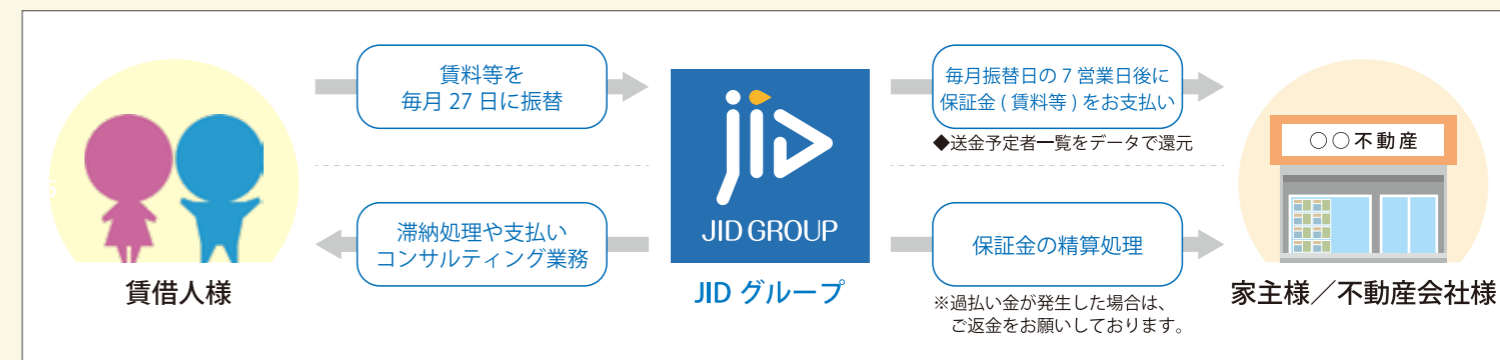 賃料等を
毎月 27 日に振替
jid
JID GROUP
毎月振替日の 7 営業日後に
保証金 ( 賃料等 ) をお支払い
◆送金予定者一覧をデータで還元
○○不動産
滞納処理や支払い
コンサルティング業務
保証金の精算処理
賃借人様
JID グループ
※過払い金が発生した場合は、
ご返金をお願いしております。
家主様／不動産会社様